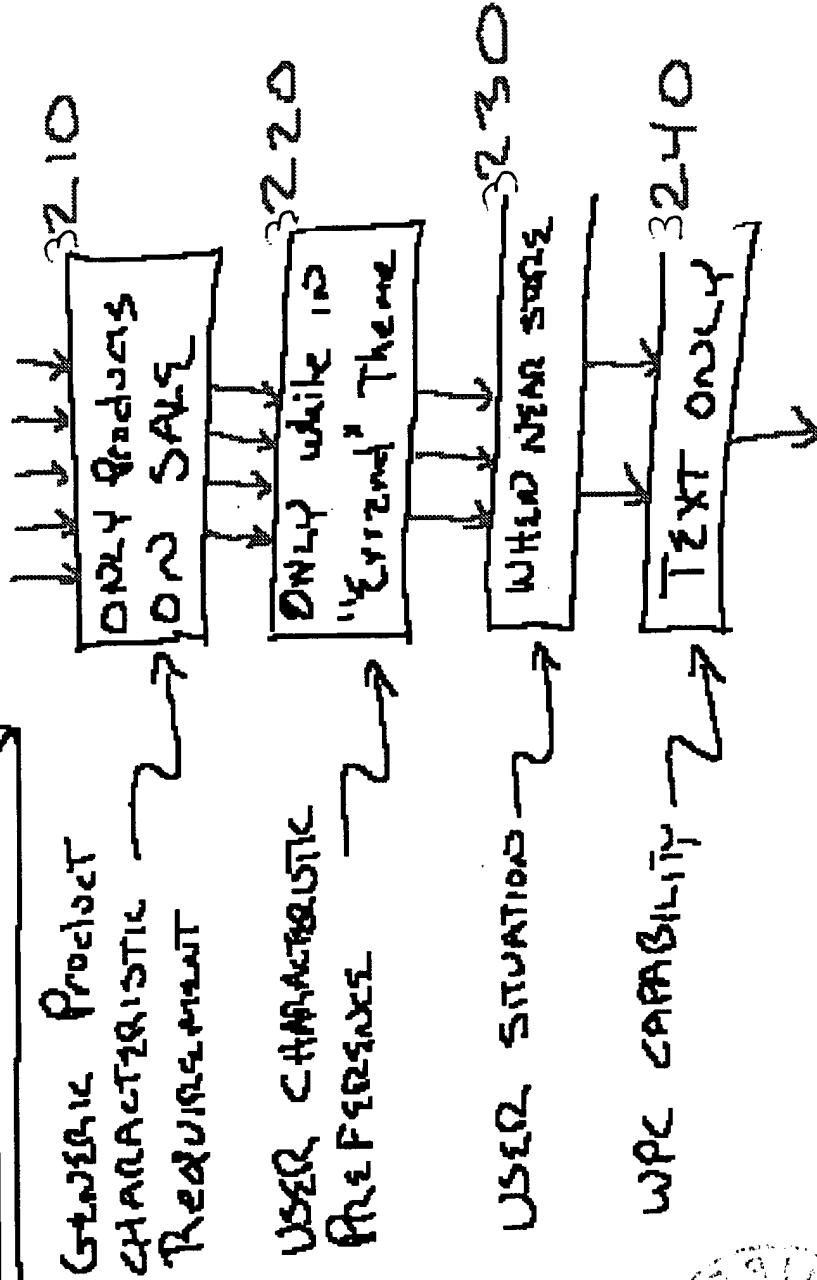 3210
ONLY Products
ON SALE
Generic Product
CHARACTERISTIC
Requirement
3220
ONLY while in
"Errand" Theme
USER CHARACTERISTIC
PREFERENCE
3230
WHEN NEAR STORE
USER SITUATION
3240
TEXT ONLY
WPC CAPABILITY